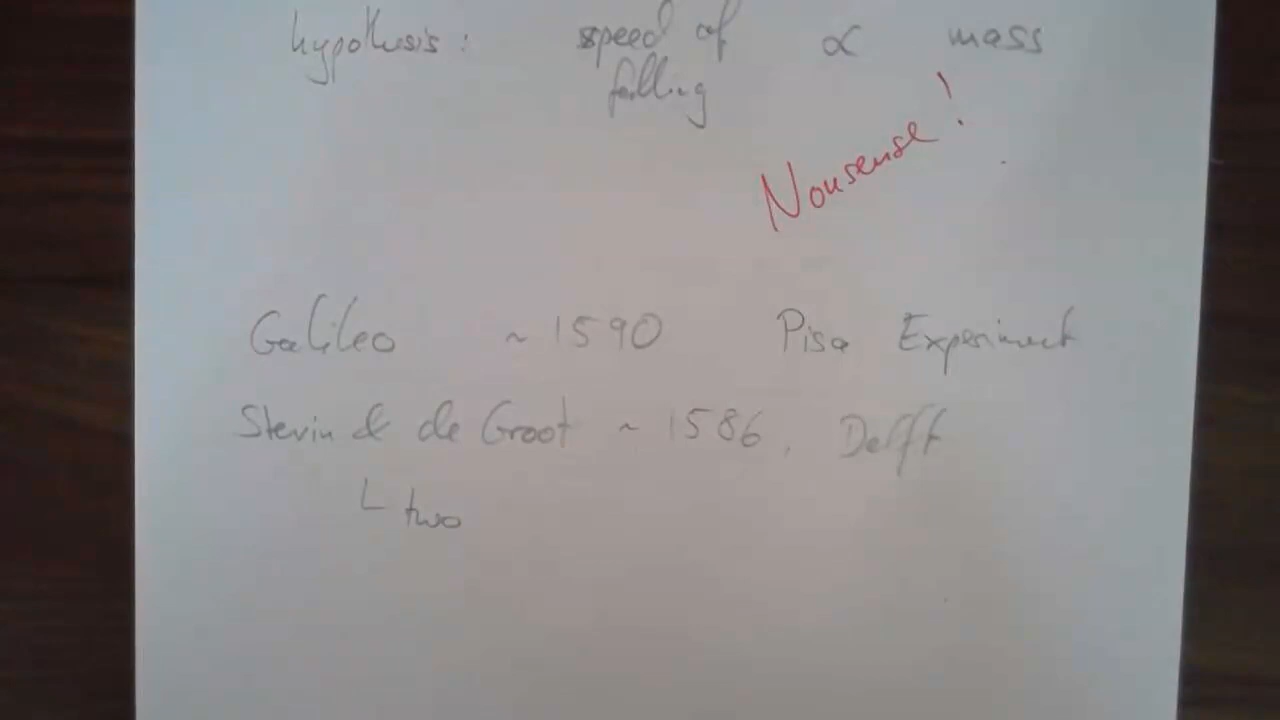 hypothesis: speed of ∝ mass
falling
Nonsense!
Galileo ~ 1590 Pisa Experiment
Stevin & de Groot ~ 1586, Delft
└ two